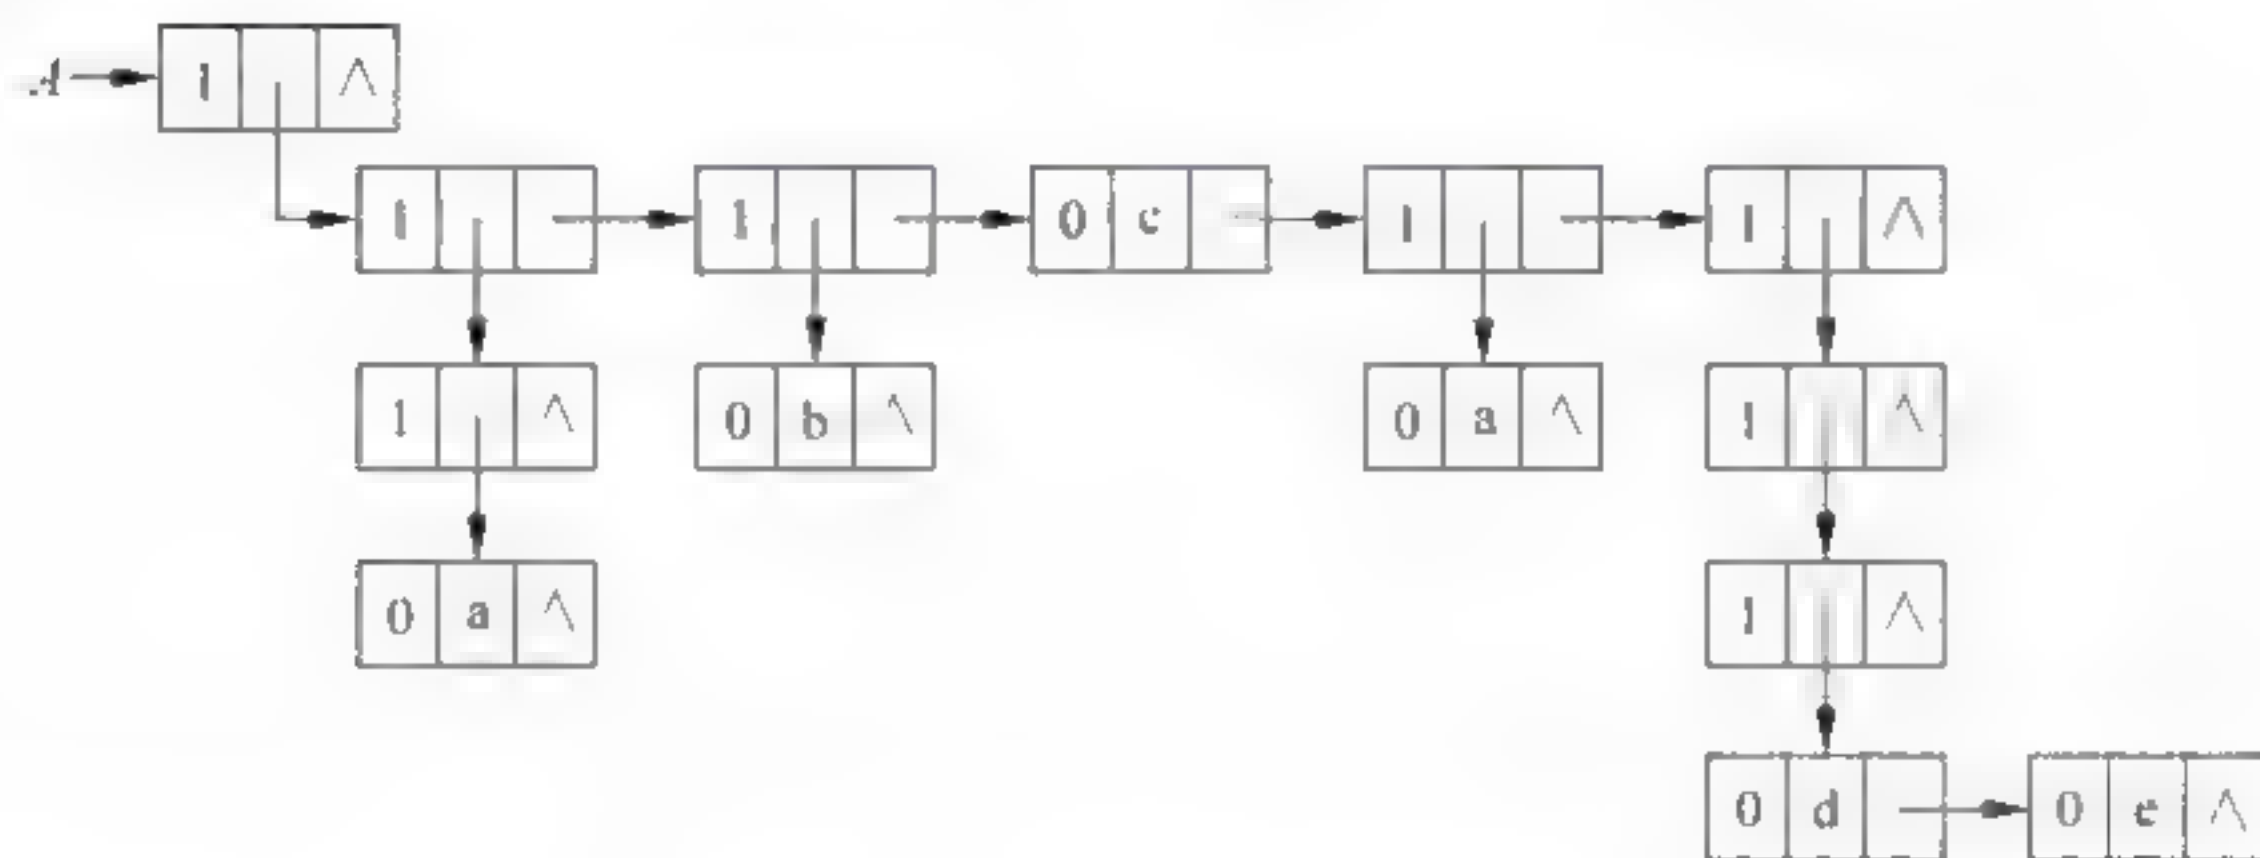 A 1 ∧
1 1 0 c 1 1 ∧
1 ∧ 0 b ∧ 0 a ∧ 1 ∧
0 a ∧ 1 ∧
0 d 0 e ∧